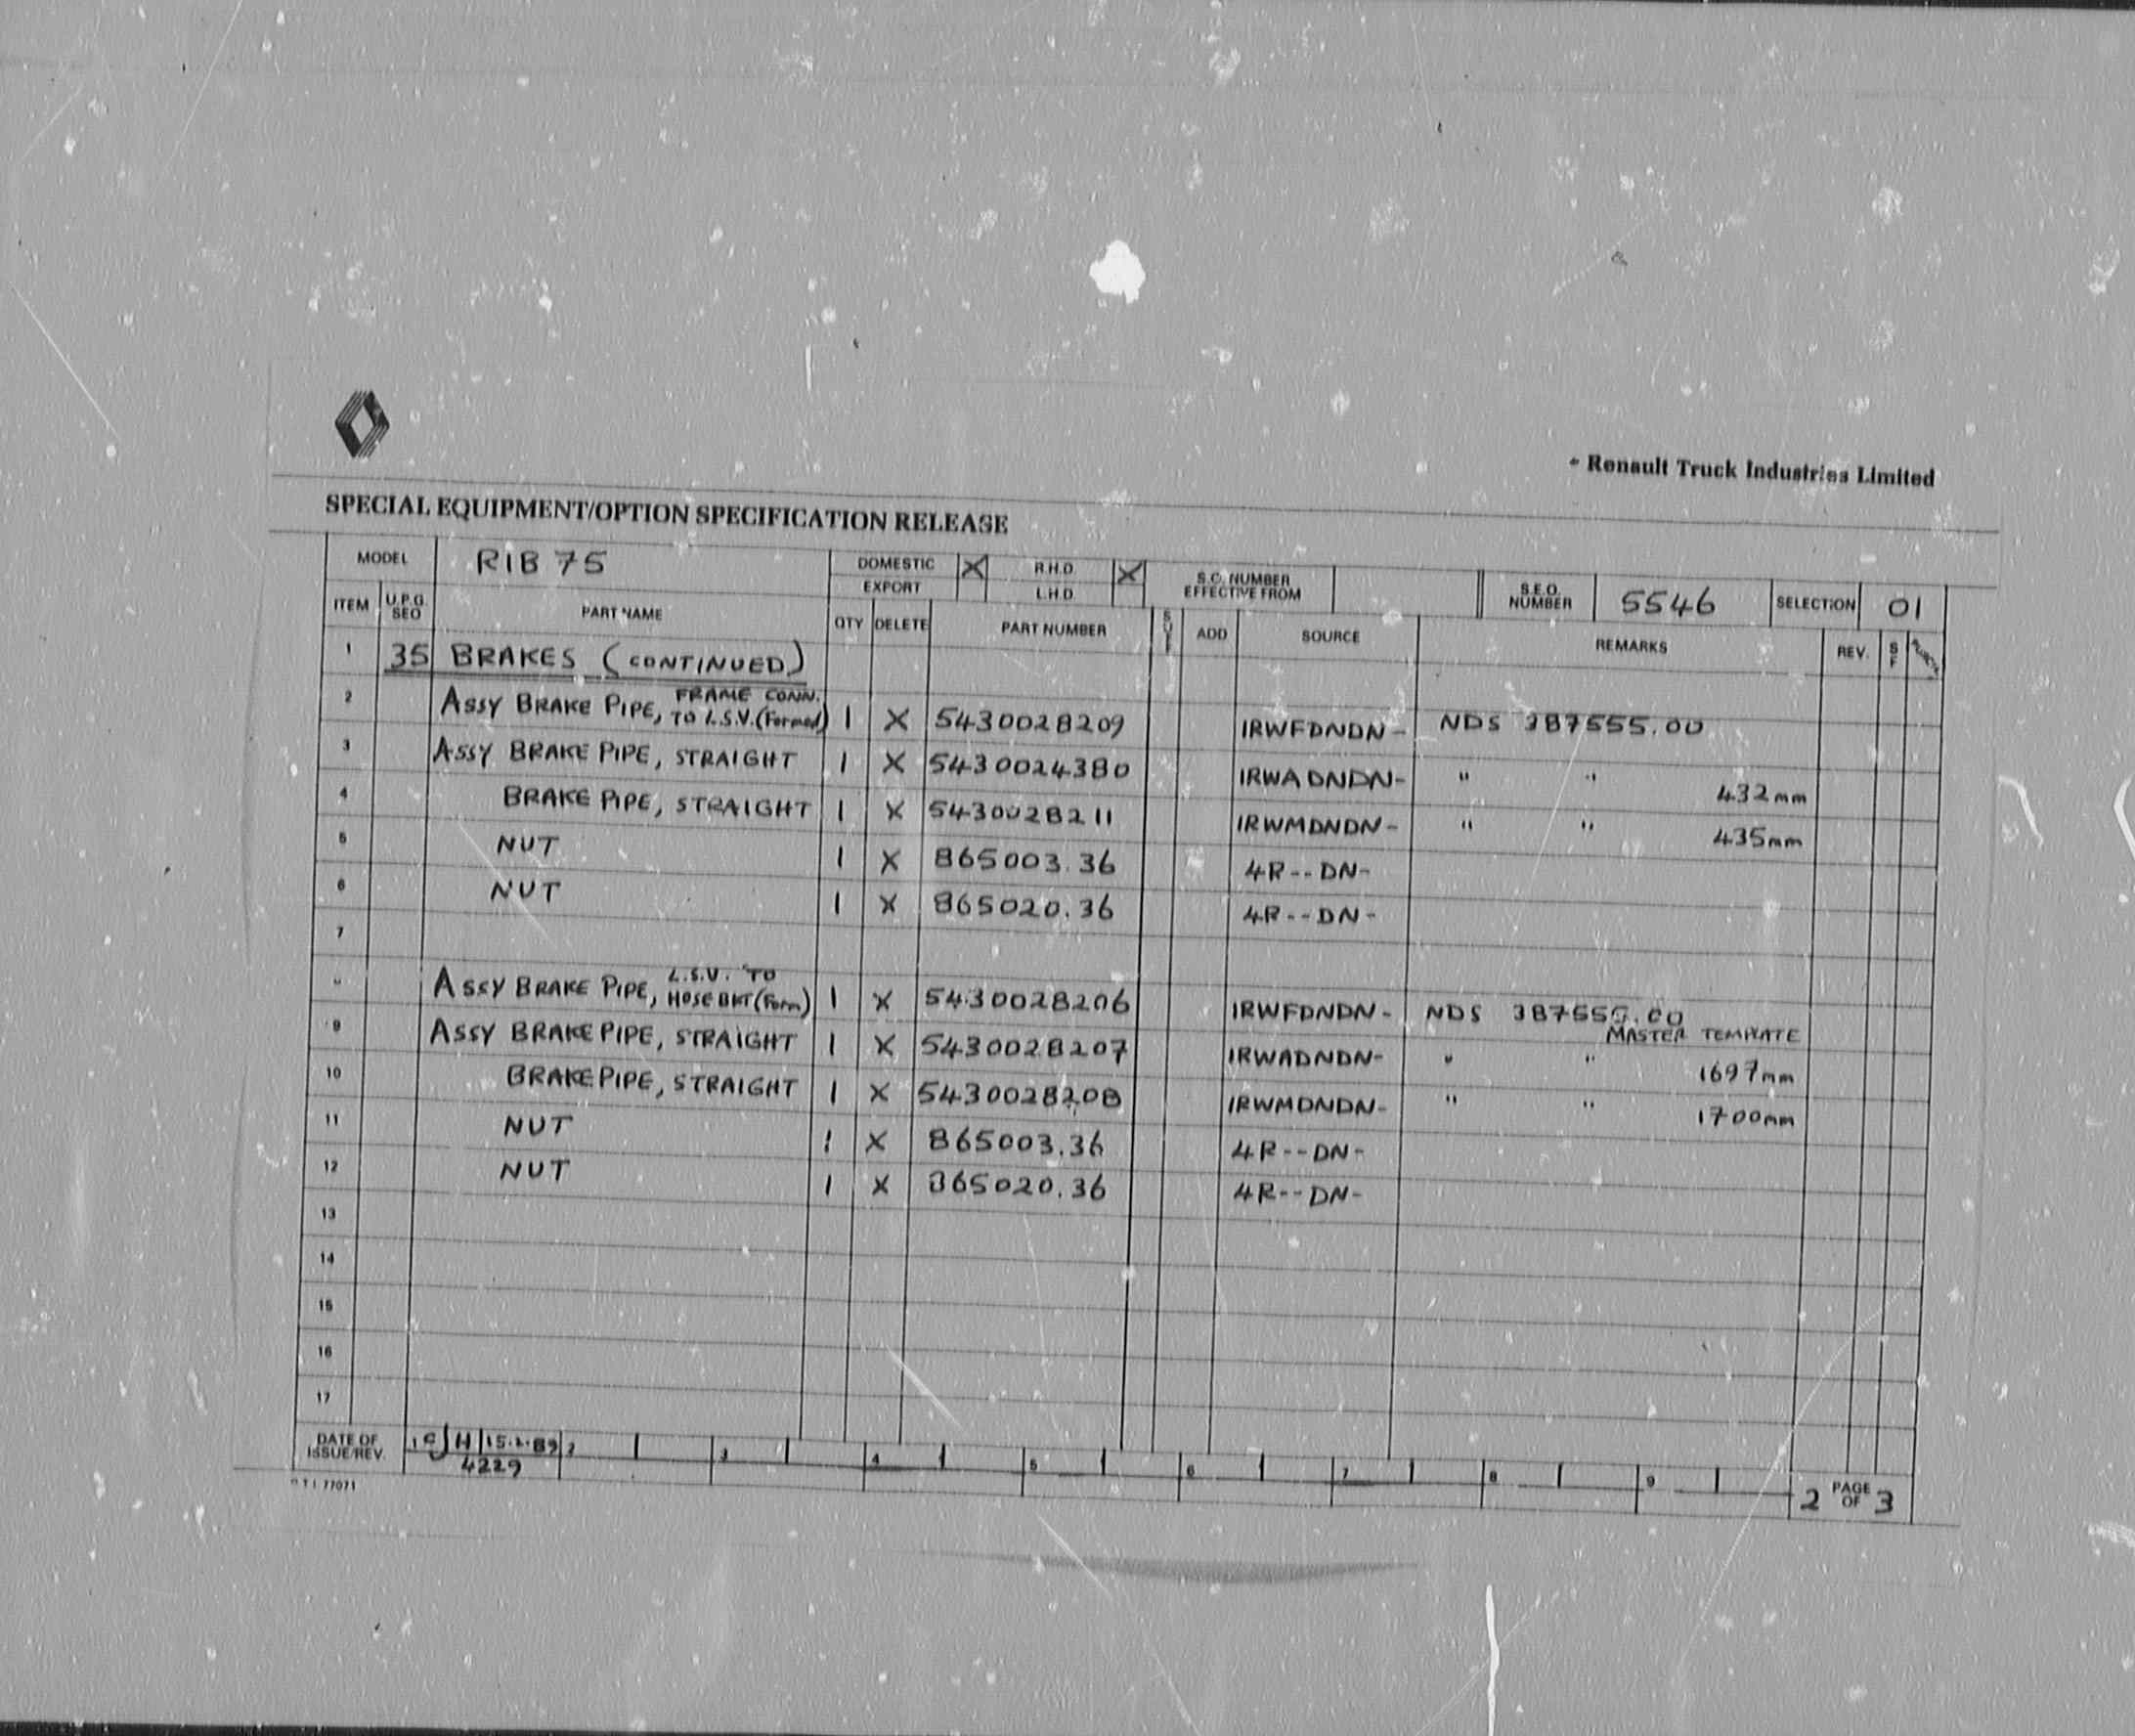 Renault Truck Industries Limited
SPECIAL EQUIPMENT/OPTION SPECIFICATION RELEASE
MODEL RIB 75 DOMESTIC X R.H.D. X S.O. NUMBER EFFECTIVE FROM S.E.O. NUMBER 5546 SELECTION 01
EXPORT L.H.D.
ITEM U.P.G. SEO PART NAME QTY DELETE PART NUMBER ADD SOURCE REMARKS REV. S F
1 35 BRAKES (CONTINUED)
2 ASSY BRAKE PIPE, FRAME CONN. TO L.S.V. (Formed) 1 X 5430028209 IRWFDNDN- NDS 387555.00
3 ASSY BRAKE PIPE, STRAIGHT 1 X 5430024380 IRWADNDN- " " 432mm
4 BRAKE PIPE, STRAIGHT 1 X 5430028211 IRWMDNDN- " " 435mm
5 NUT 1 X 865003.36 4R--DN-
6 NUT 1 X 865020.36 4R--DN-
7
ASSY BRAKE PIPE, L.S.V. TO HOSE BKT (Form) 1 X 5430028206 IRWFDNDN- NDS 387555.00 MASTER TEMPLATE
9 ASSY BRAKE PIPE, STRAIGHT 1 X 5430028207 IRWADNDN- " " 1697mm
10 BRAKE PIPE, STRAIGHT 1 X 5430028208 IRWMDNDN- " " 1700mm
11 NUT 1 X 865003.36 4R--DN-
12 NUT 1 X 865020.36 4R--DN-
13
14
15
16
17
DATE OF ISSUE/REV. 1 CJH 15.2.89 2 3 4 5 6 7 8 9 2 PAGE OF 3
4229
77071